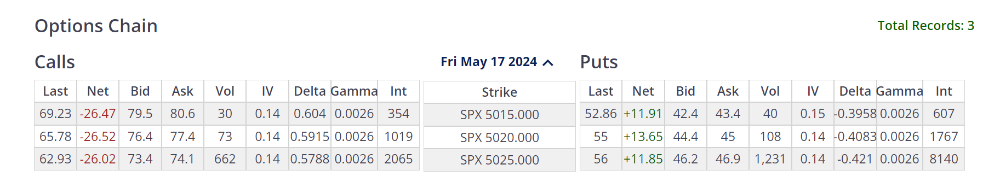 Options Chain
Total Records: 3
Calls
Fri May 17 2024
Puts
Last Net Bid Ask Vol IV Delta Gamma Int Strike Last Net Bid Ask Vol IV Delta Gamma Int
69.23 -26.47 79.5 80.6 30 0.14 0.604 0.0026 354 SPX 5015.000 52.86 +11.91 42.4 43.4 40 0.15 -0.3958 0.0026 607
65.78 -26.52 76.4 77.4 73 0.14 0.5915 0.0026 1019 SPX 5020.000 55 +13.65 44.4 45 108 0.14 -0.4083 0.0026 1767
62.93 -26.02 73.4 74.1 662 0.14 0.5788 0.0026 2065 SPX 5025.000 56 +11.85 46.2 46.9 1,231 0.14 -0.421 0.0026 8140